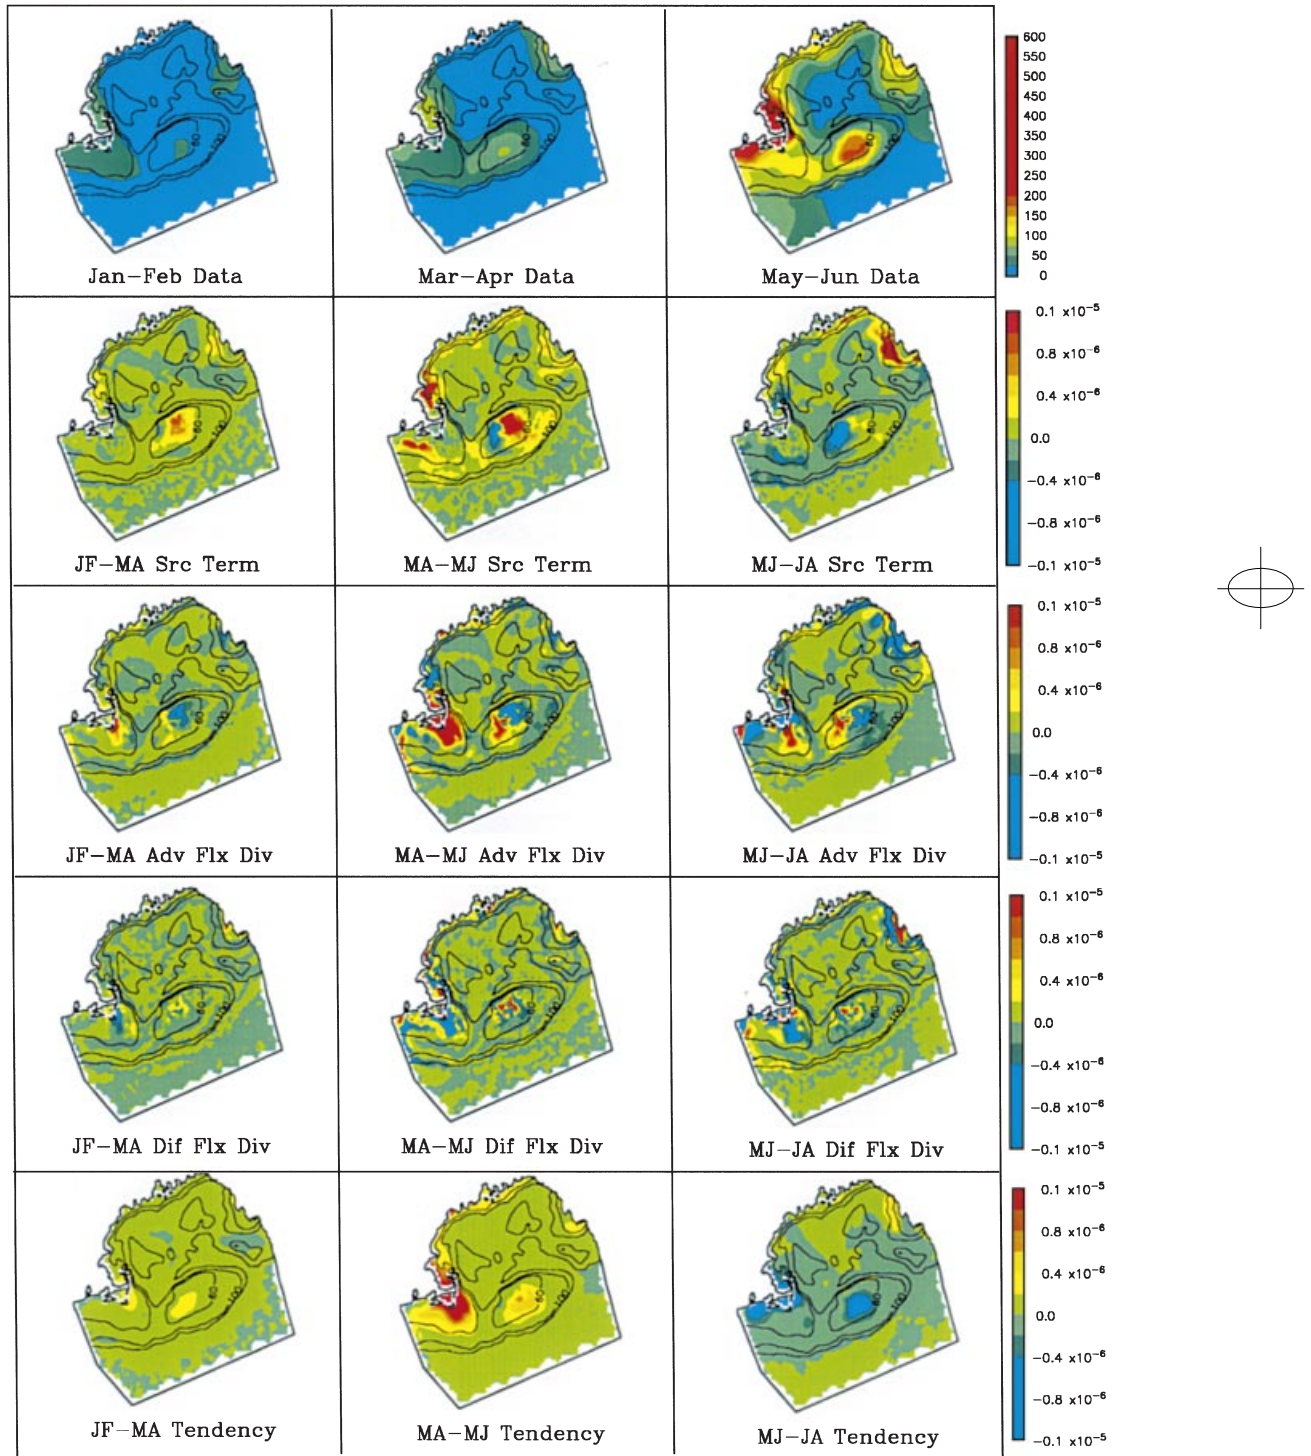 Jan–Feb Data
Mar–Apr Data
May–Jun Data
600
550
500
450
400
350
300
250
200
150
100
50
0
JF–MA Src Term
MA–MJ Src Term
MJ–JA Src Term
0.1 x10⁻⁵
0.8 x10⁻⁶
0.4 x10⁻⁶
0.0
−0.4 x10⁻⁶
−0.8 x10⁻⁶
−0.1 x10⁻⁵
JF–MA Adv Flx Div
MA–MJ Adv Flx Div
MJ–JA Adv Flx Div
0.1 x10⁻⁵
0.8 x10⁻⁶
0.4 x10⁻⁶
0.0
−0.4 x10⁻⁶
−0.8 x10⁻⁶
−0.1 x10⁻⁵
JF–MA Dif Flx Div
MA–MJ Dif Flx Div
MJ–JA Dif Flx Div
0.1 x10⁻⁵
0.8 x10⁻⁶
0.4 x10⁻⁶
0.0
−0.4 x10⁻⁶
−0.8 x10⁻⁶
−0.1 x10⁻⁵
JF–MA Tendency
MA–MJ Tendency
MJ–JA Tendency
0.1 x10⁻⁵
0.8 x10⁻⁶
0.4 x10⁻⁶
0.0
−0.4 x10⁻⁶
−0.8 x10⁻⁶
−0.1 x10⁻⁵